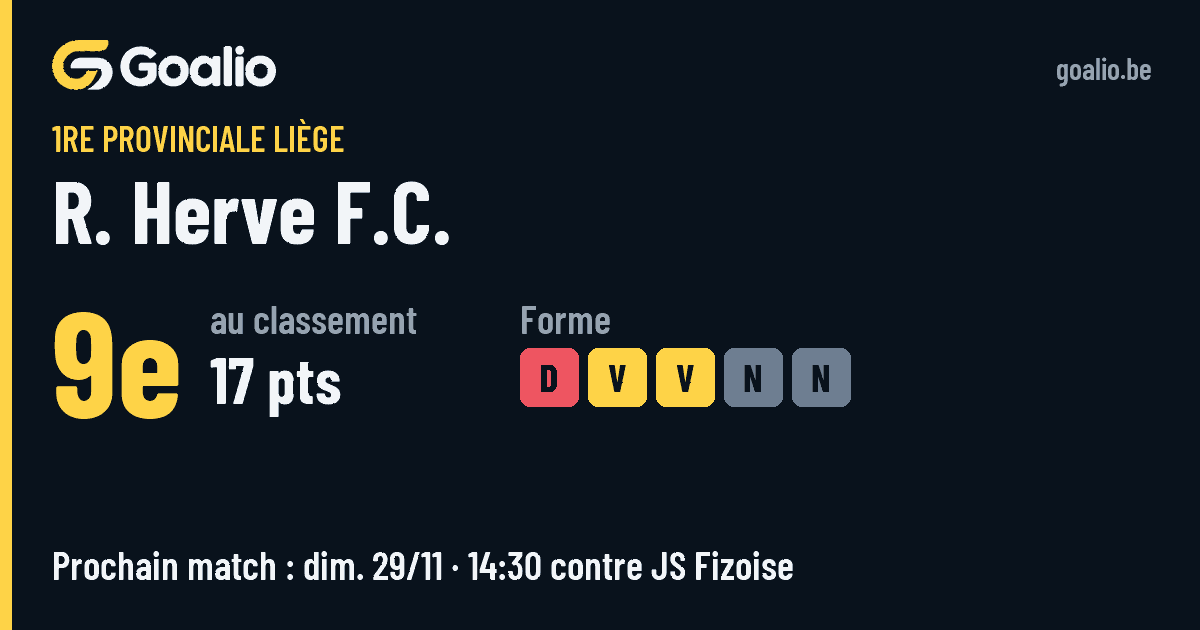 Goalio
goalio.be
1RE PROVINCIALE LIÈGE
R. Herve F.C.
9e
au classement
17 pts
Forme
D V V N N
Prochain match : dim. 29/11 · 14:30 contre JS Fizoise